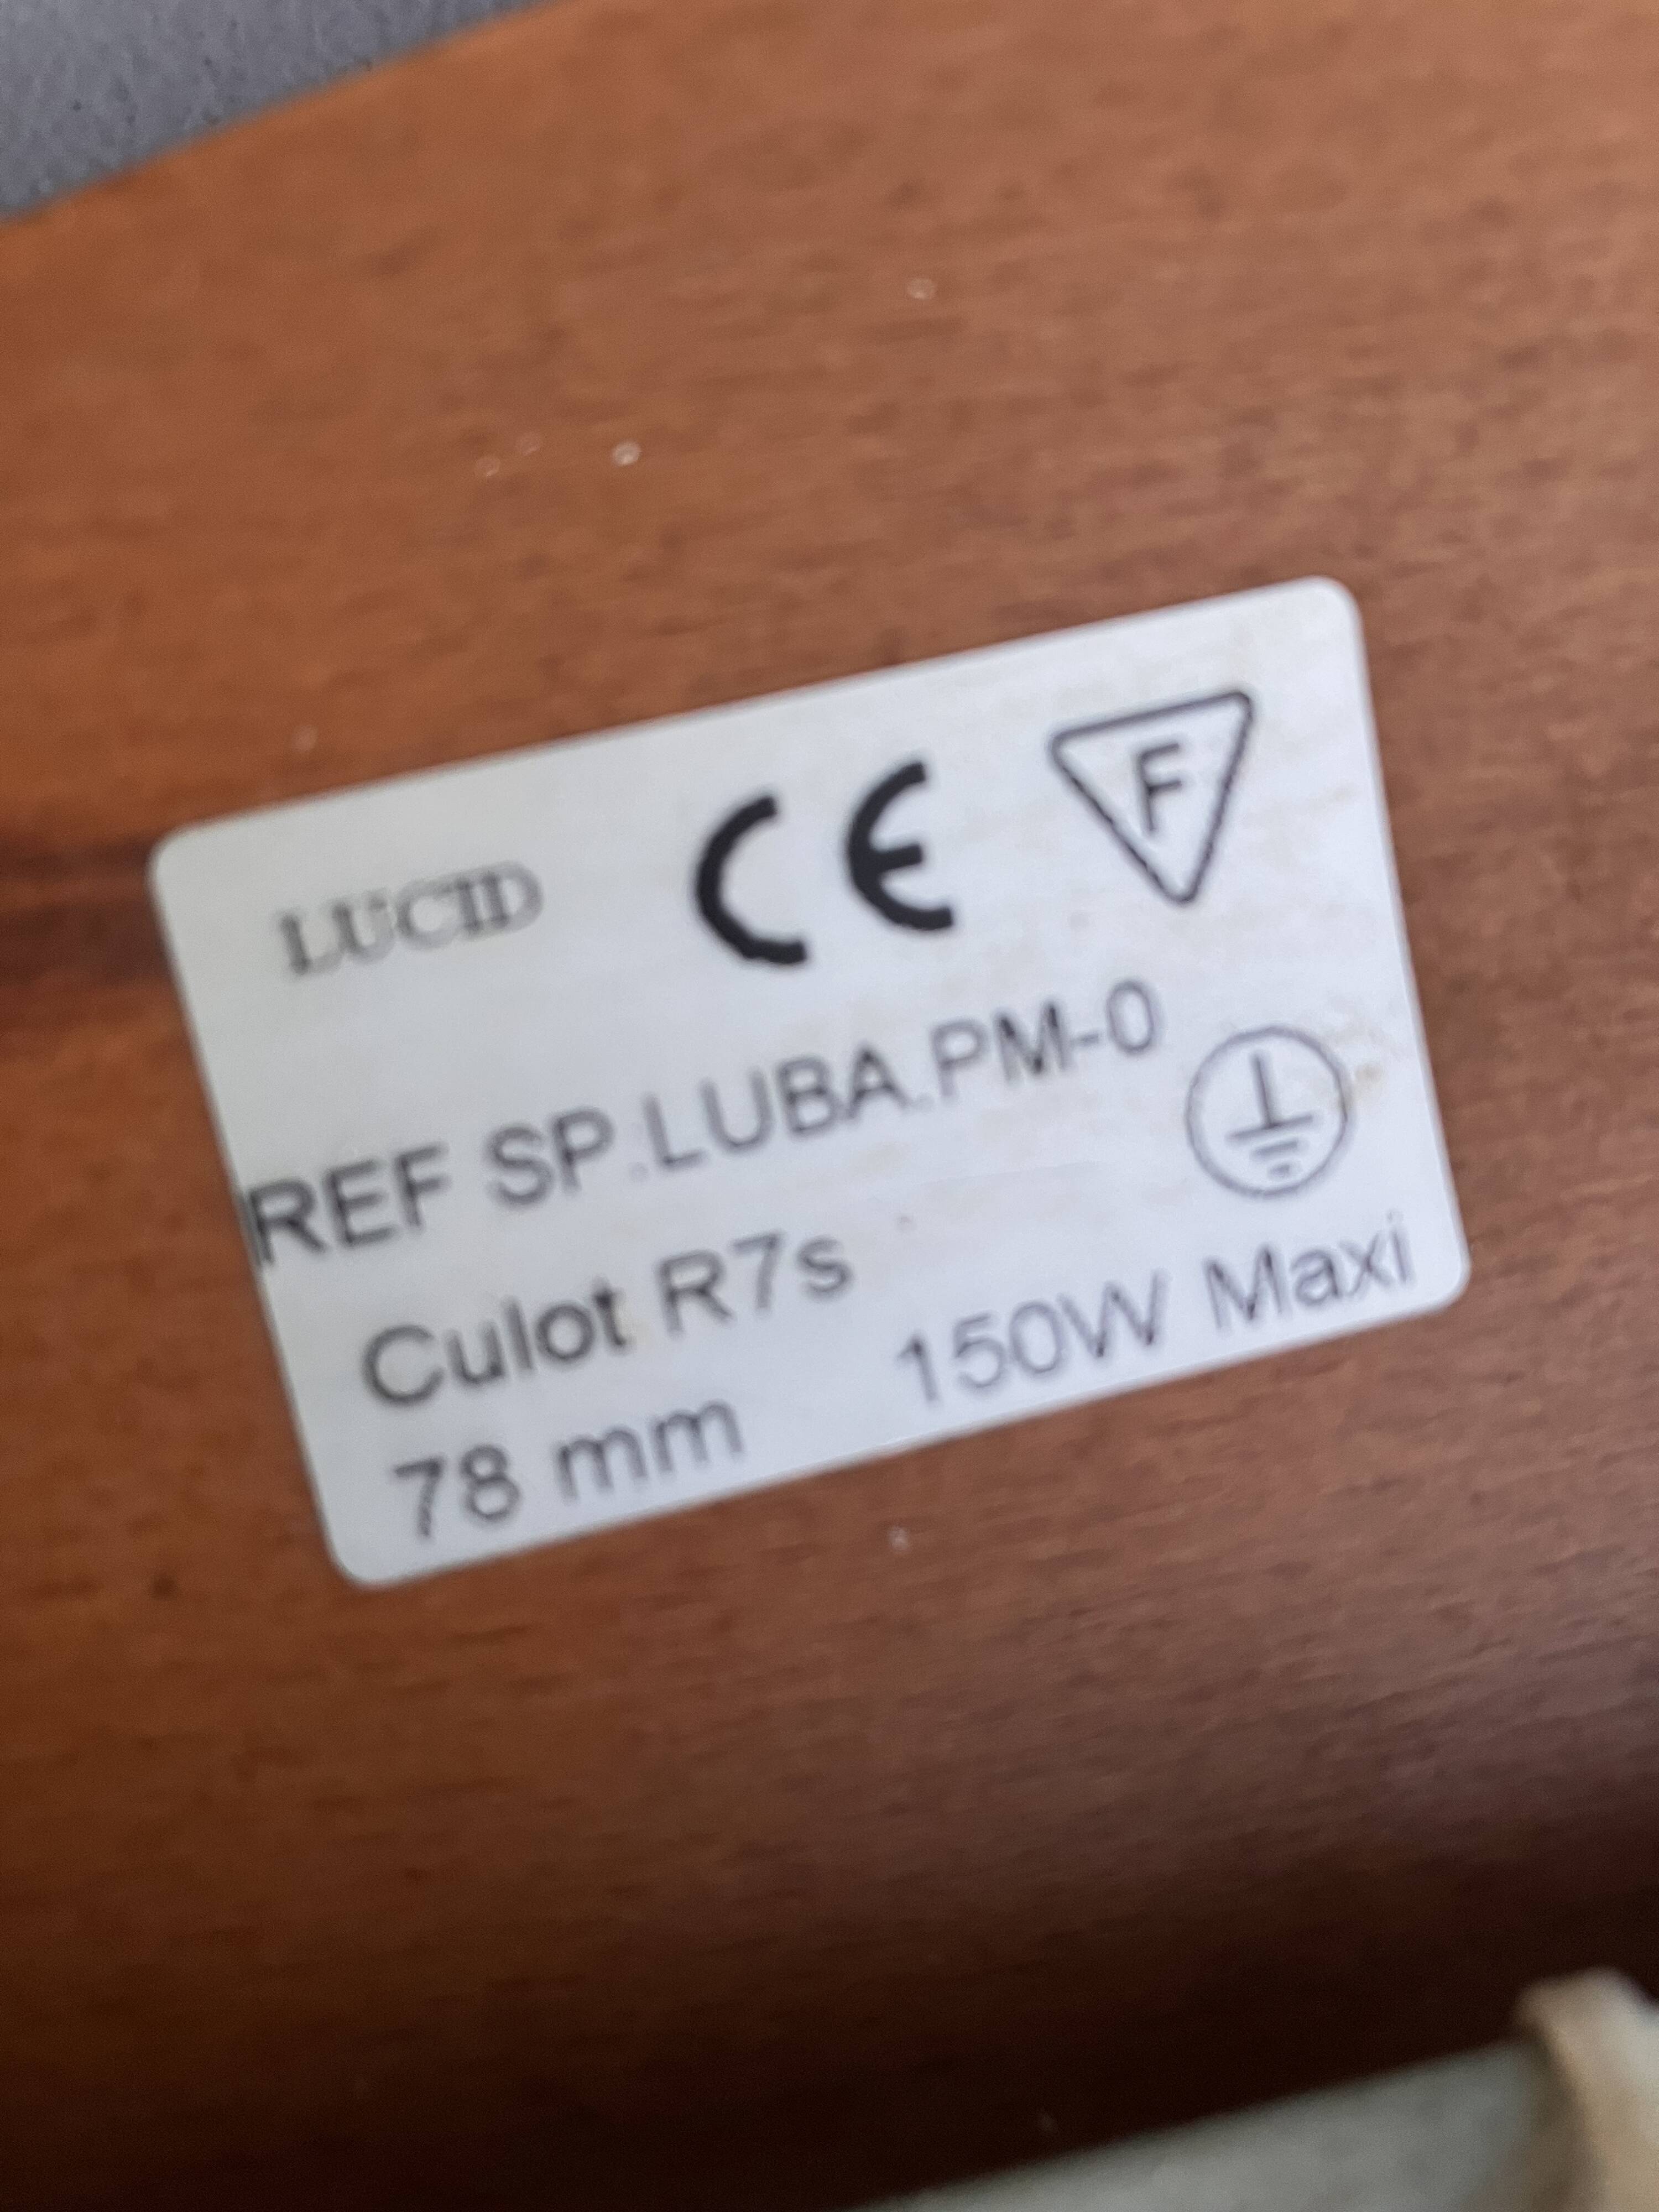 LUCID CE F
REF SP.LUBA.PM-0
Culot R7s
78 mm 150W Maxi